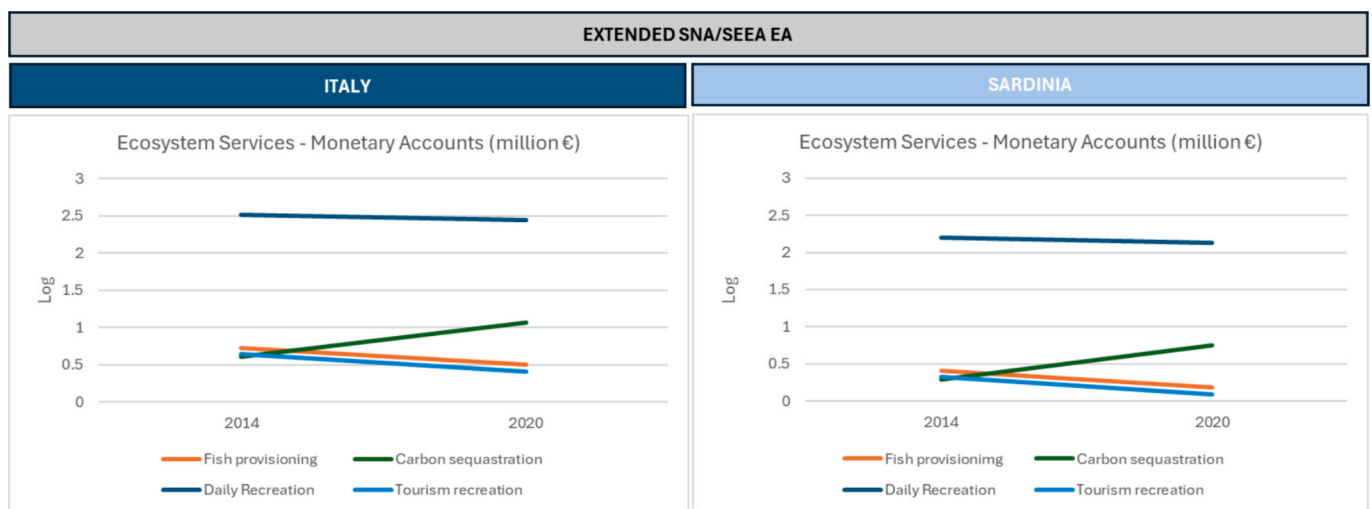 EXTENDED SNA/SEEA EA
ITALY
SARDINIA
Ecosystem Services - Monetary Accounts (million €)
3
2.5
2
1.5
1
0.5
0
Log
2014
2020
Fish provisioning
Carbon sequastration
Daily Recreation
Tourism recreation
Ecosystem Services - Monetary Accounts (million €)
3
2.5
2
1.5
1
0.5
0
Log
2014
2020
Fish provisionimg
Carbon sequastration
Daily Recreation
Tourism recreation